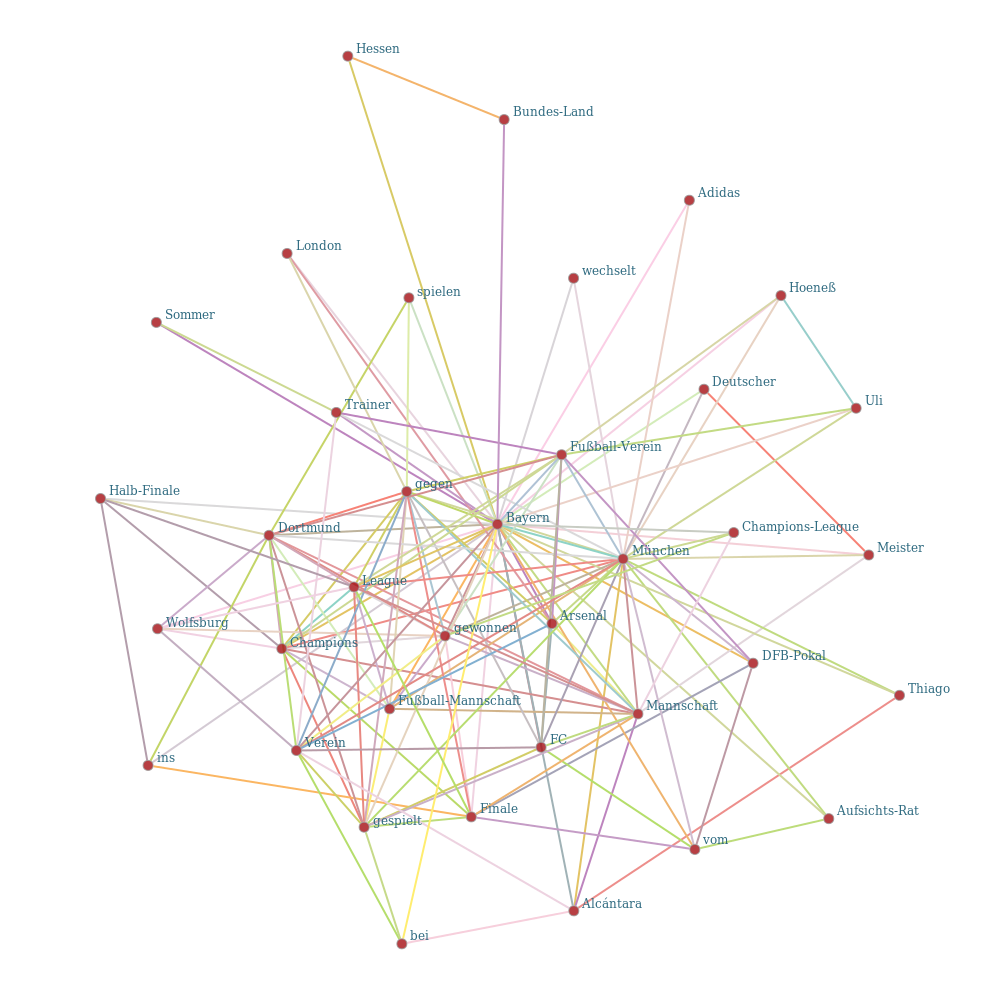 Hessen
Bundes-Land
Adidas
London
wechselt
spielen
Hoeneß
Sommer
Deutscher
Trainer
Uli
Fußball-Verein
gegen
Halb-Finale
Bayern
Dortmund
Champions-League
München
Meister
League
Arsenal
Wolfsburg
gewonnen
Champions
DFB-Pokal
Thiago
Fußball-Mannschaft
Mannschaft
Verein
FC
ins
Finale
Aufsichts-Rat
gespielt
vom
Alcántara
bei